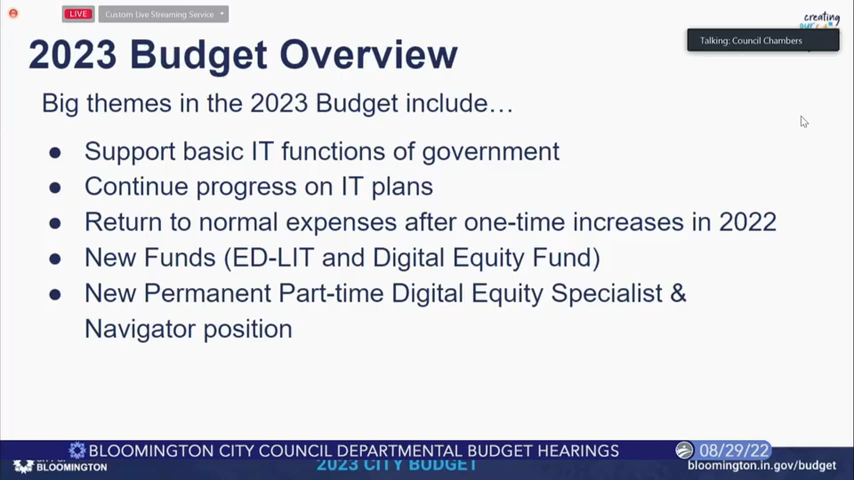 LIVE
Custom Live Streaming Service
creating
Talking: Council Chambers
2023 Budget Overview
Big themes in the 2023 Budget include…
● Support basic IT functions of government
● Continue progress on IT plans
● Return to normal expenses after one-time increases in 2022
● New Funds (ED-LIT and Digital Equity Fund)
● New Permanent Part-time Digital Equity Specialist &
Navigator position
BLOOMINGTON CITY COUNCIL DEPARTMENTAL BUDGET HEARINGS
08/29/22
BLOOMINGTON
2023 CITY BUDGET
bloomington.in.gov/budget